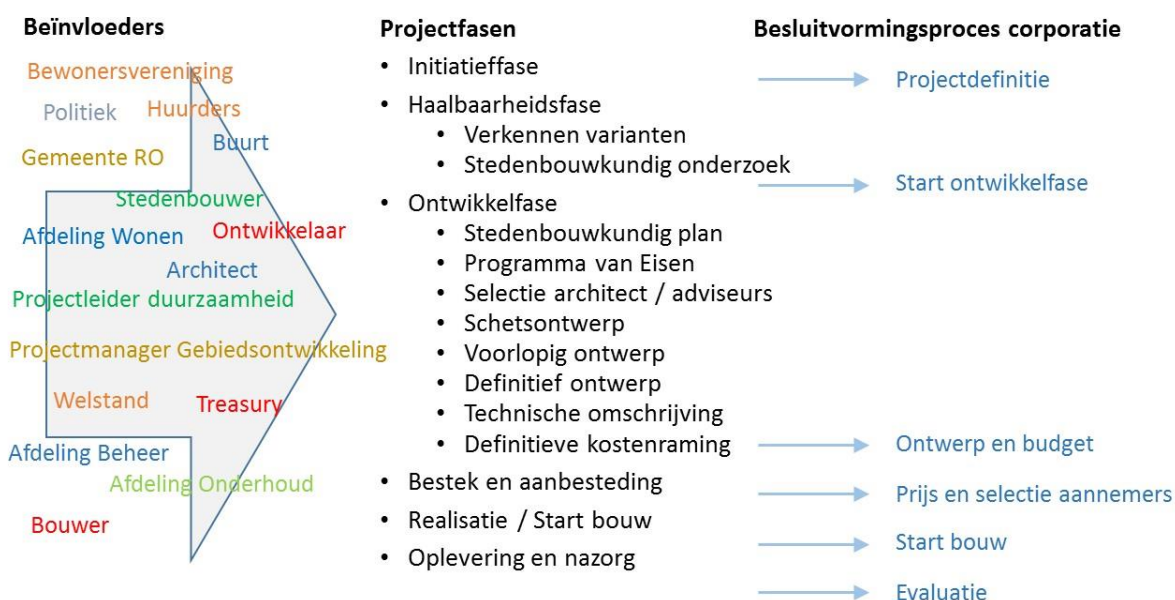 Beïnvloeders
Bewonersvereniging
Politiek
Huurders
Buurt
Gemeente RO
Stedenbouwer
Afdeling Wonen
Ontwikkelaar
Architect
Projectleider duurzaamheid
Projectmanager Gebiedsontwikkeling
Welstand
Treasury
Afdeling Beheer
Afdeling Onderhoud
Bouwer
Projectfasen
• Initiatieffase
• Haalbaarheidsfase
• Verkennen varianten
• Stedenbouwkundig onderzoek
• Ontwikkelfase
• Stedenbouwkundig plan
• Programma van Eisen
• Selectie architect / adviseurs
• Schetsontwerp
• Voorlopig ontwerp
• Definitief ontwerp
• Technische omschrijving
• Definitieve kostenraming
• Bestek en aanbesteding
• Realisatie / Start bouw
• Oplevering en nazorg
Besluitvormingsproces corporatie
Projectdefinitie
Start ontwikkelfase
Ontwerp en budget
Prijs en selectie aannemers
Start bouw
Evaluatie